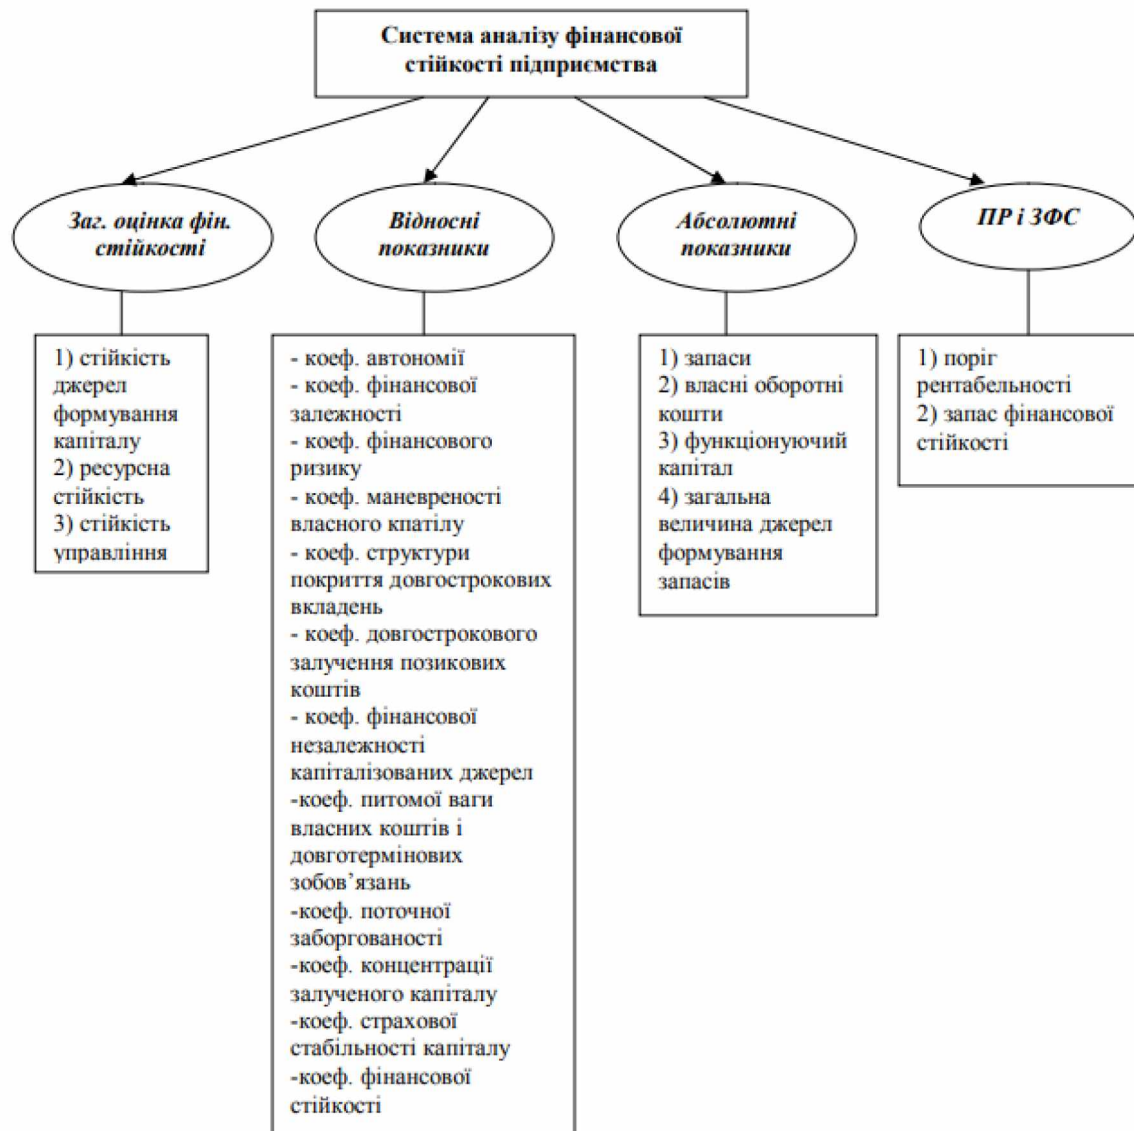 Система аналізу фінансової
стійкості підприємства
Заг. оцінка фін.
стійкості
Відносні
показники
Абсолютні
показники
ПР і ЗФС
1) стійкість
джерел
формування
капіталу
2) ресурсна
стійкість
3) стійкість
управління
- коеф. автономії
- коеф. фінансової
залежності
- коеф. фінансового
ризику
- коеф. маневреності
власного кпатілу
- коеф. структури
покриття довгострокових
вкладень
- коеф. довгострокового
залучення позикових
коштів
- коеф. фінансової
незалежності
капіталізованих джерел
-коеф. питомої ваги
власних коштів і
довготермінових
зобов’язань
-коеф. поточної
заборгованості
-коеф. концентрації
залученого капіталу
-коеф. страхової
стабільності капіталу
-коеф. фінансової
стійкості
1) запаси
2) власні оборотні
кошти
3) функціонуючий
капітал
4) загальна
величина джерел
формування
запасів
1) поріг
рентабельності
2) запас фінансової
стійкості